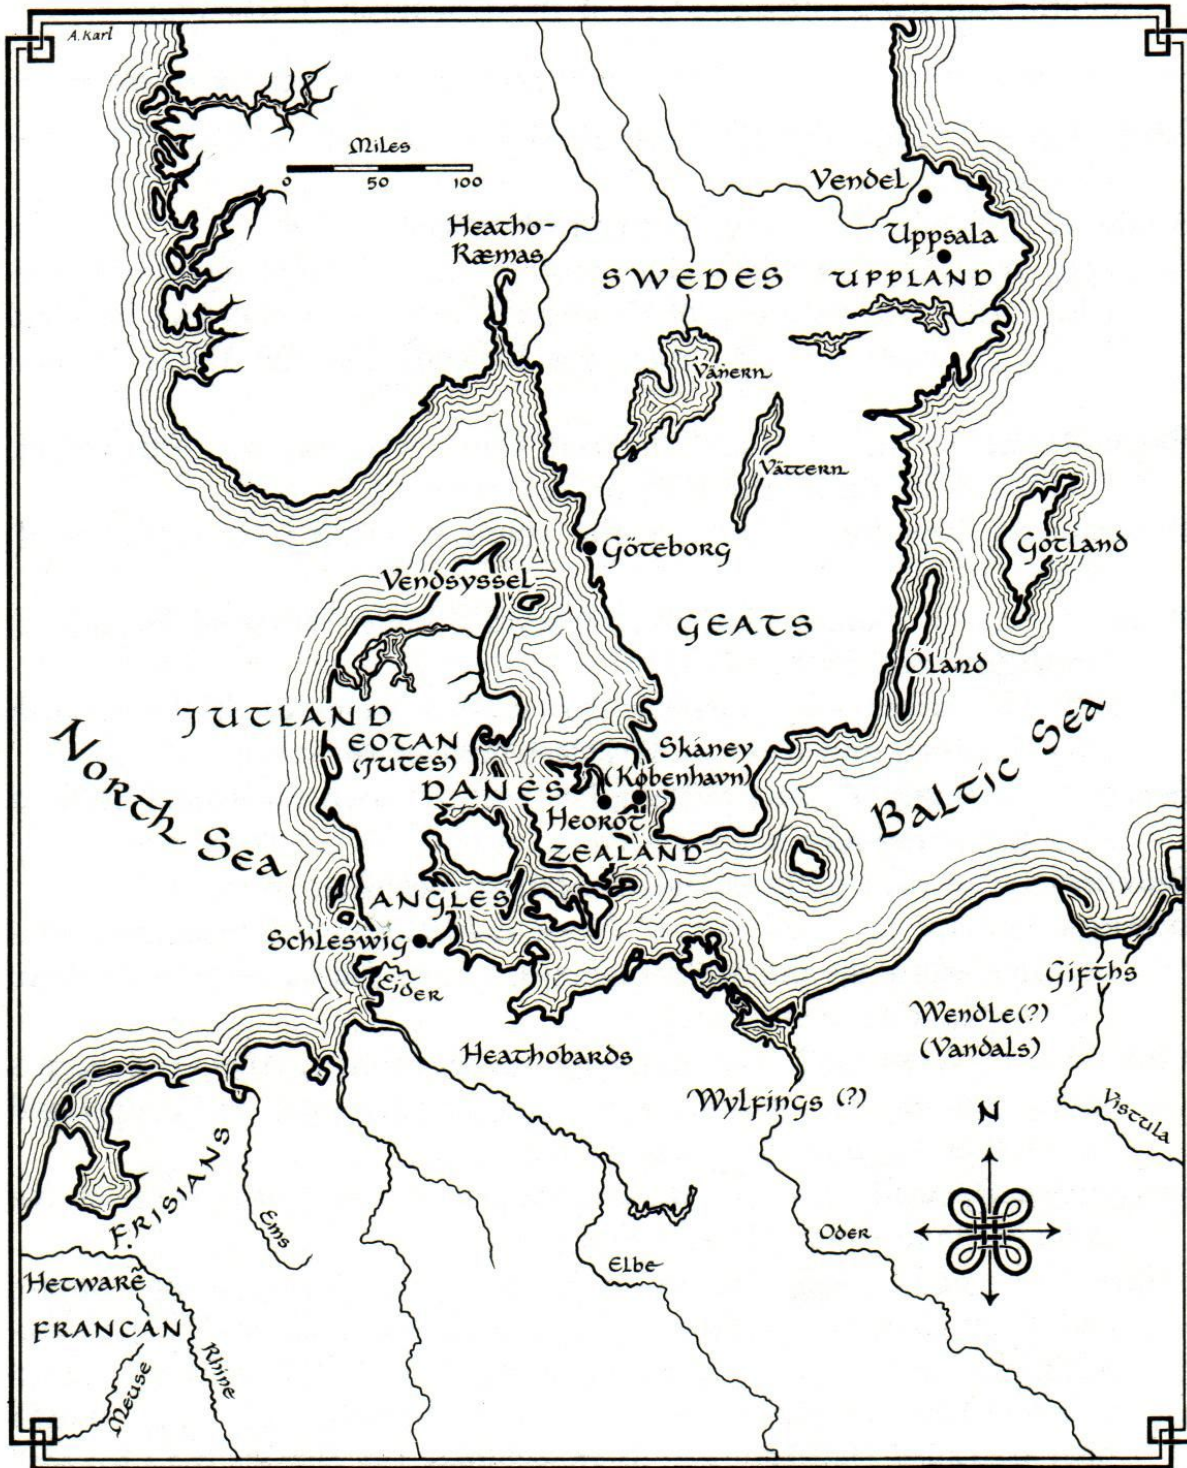 A. Karl
Miles
0 50 100
Vendel
Uppsala
Heatho-
Ræmas
SWEDES
UPPLAND
Vänern
Vättern
Göteborg
Gotland
Vendsyssel
GEATS
Öland
JUTLAND
EOTAN
(JUTES)
Skåney
(København)
DANES
Heorot
ZEALAND
North Sea
Baltic Sea
ANGLES
Schleswig
Eider
Gifths
Wendle (?)
(Vandals)
Heathobards
Wylfings (?)
Vistula
N
FRISIANS
Ems
Oder
Elbe
Hetware
FRANCAN
Rhine
Meuse